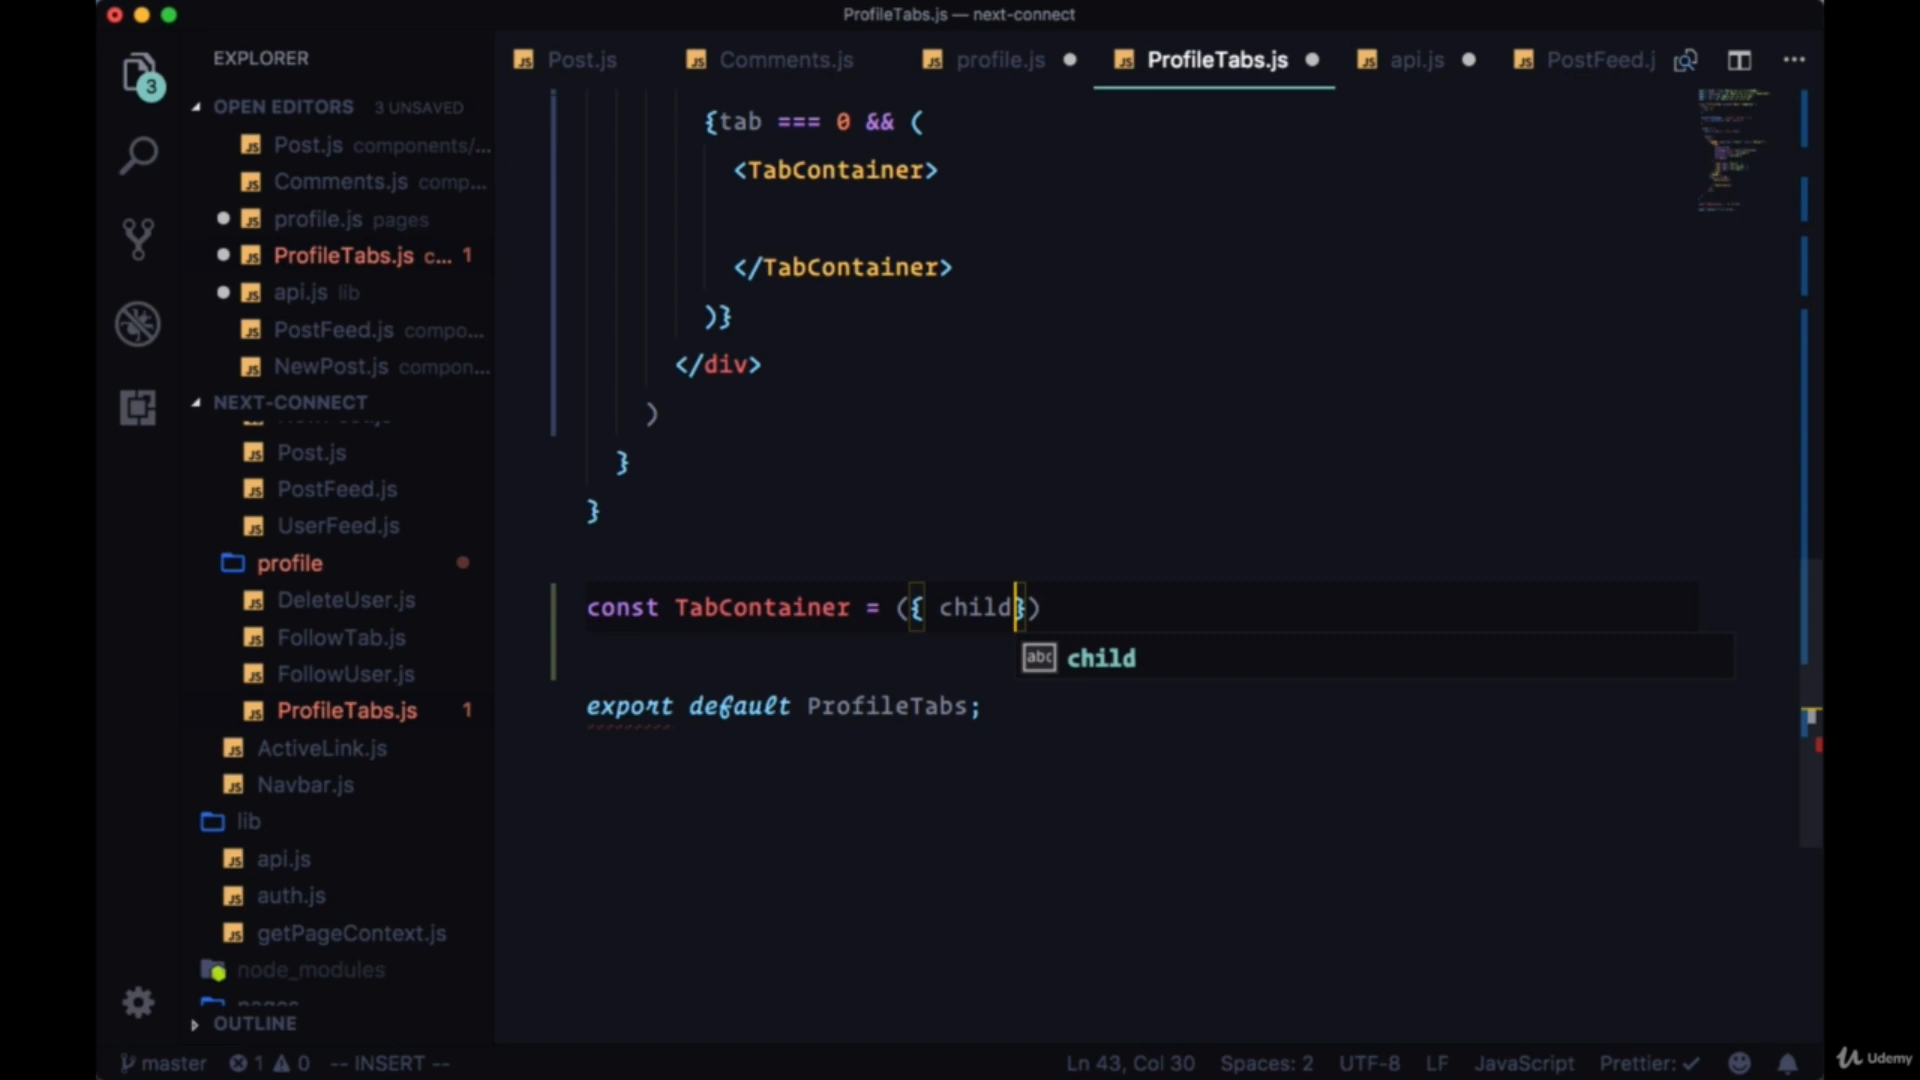 ProfileTabs.js — next-connect
EXPLORER
3
OPEN EDITORS 3 UNSAVED
Post.js components/...
Comments.js comp...
profile.js pages
ProfileTabs.js c... 1
api.js lib
PostFeed.js compo...
NewPost.js compon...
NEXT-CONNECT
Post.js
PostFeed.js
UserFeed.js
profile
DeleteUser.js
FollowTab.js
FollowUser.js
ProfileTabs.js 1
ActiveLink.js
Navbar.js
lib
api.js
auth.js
getPageContext.js
node_modules
pages
OUTLINE
Post.js Comments.js profile.js ProfileTabs.js api.js PostFeed.j
{tab === 0 && (
<TabContainer>
</TabContainer>
)}
</div>
)
}
}
const TabContainer = ({ child})
abc child
export default ProfileTabs;
master 1 0 -- INSERT -- Ln 43, Col 30 Spaces: 2 UTF-8 LF JavaScript Prettier: ✓
Udemy